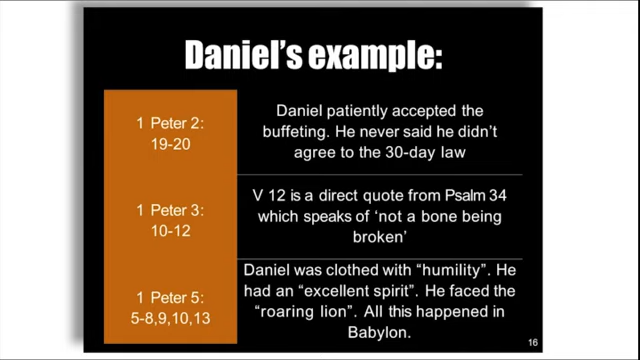 Daniel's example:
1 Peter 2:
19-20
Daniel patiently accepted the
buffeting. He never said he didn't
agree to the 30-day law
1 Peter 3:
10-12
V 12 is a direct quote from Psalm 34
which speaks of 'not a bone being
broken'
1 Peter 5:
5-8,9,10,13
Daniel was clothed with “humility”. He
had an “excellent spirit”. He faced the
“roaring lion”. All this happened in
Babylon.
16